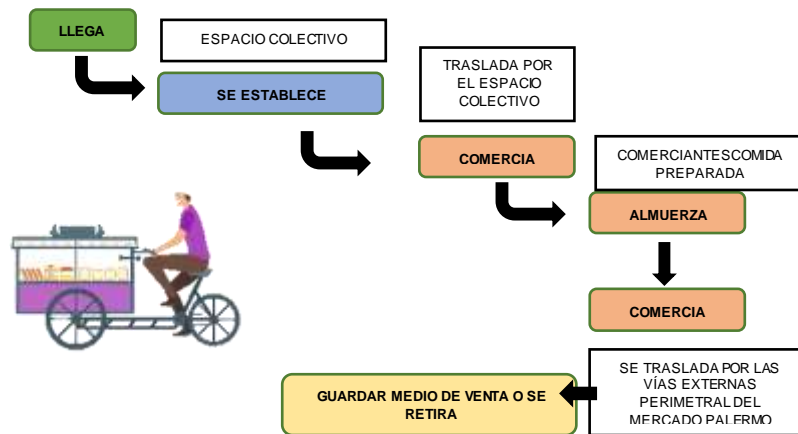 LLEGA
ESPACIO COLECTIVO
SE ESTABLECE
TRASLADA POR
EL ESPACIO
COLECTIVO
COMERCIA
COMERCIANTESCOMIDA
PREPARADA
ALMUERZA
COMERCIA
SE TRASLADA POR LAS
VÍAS EXTERNAS
PERIMETRAL DEL
MERCADO PALERMO
GUARDAR MEDIO DE VENTA O SE
RETIRA